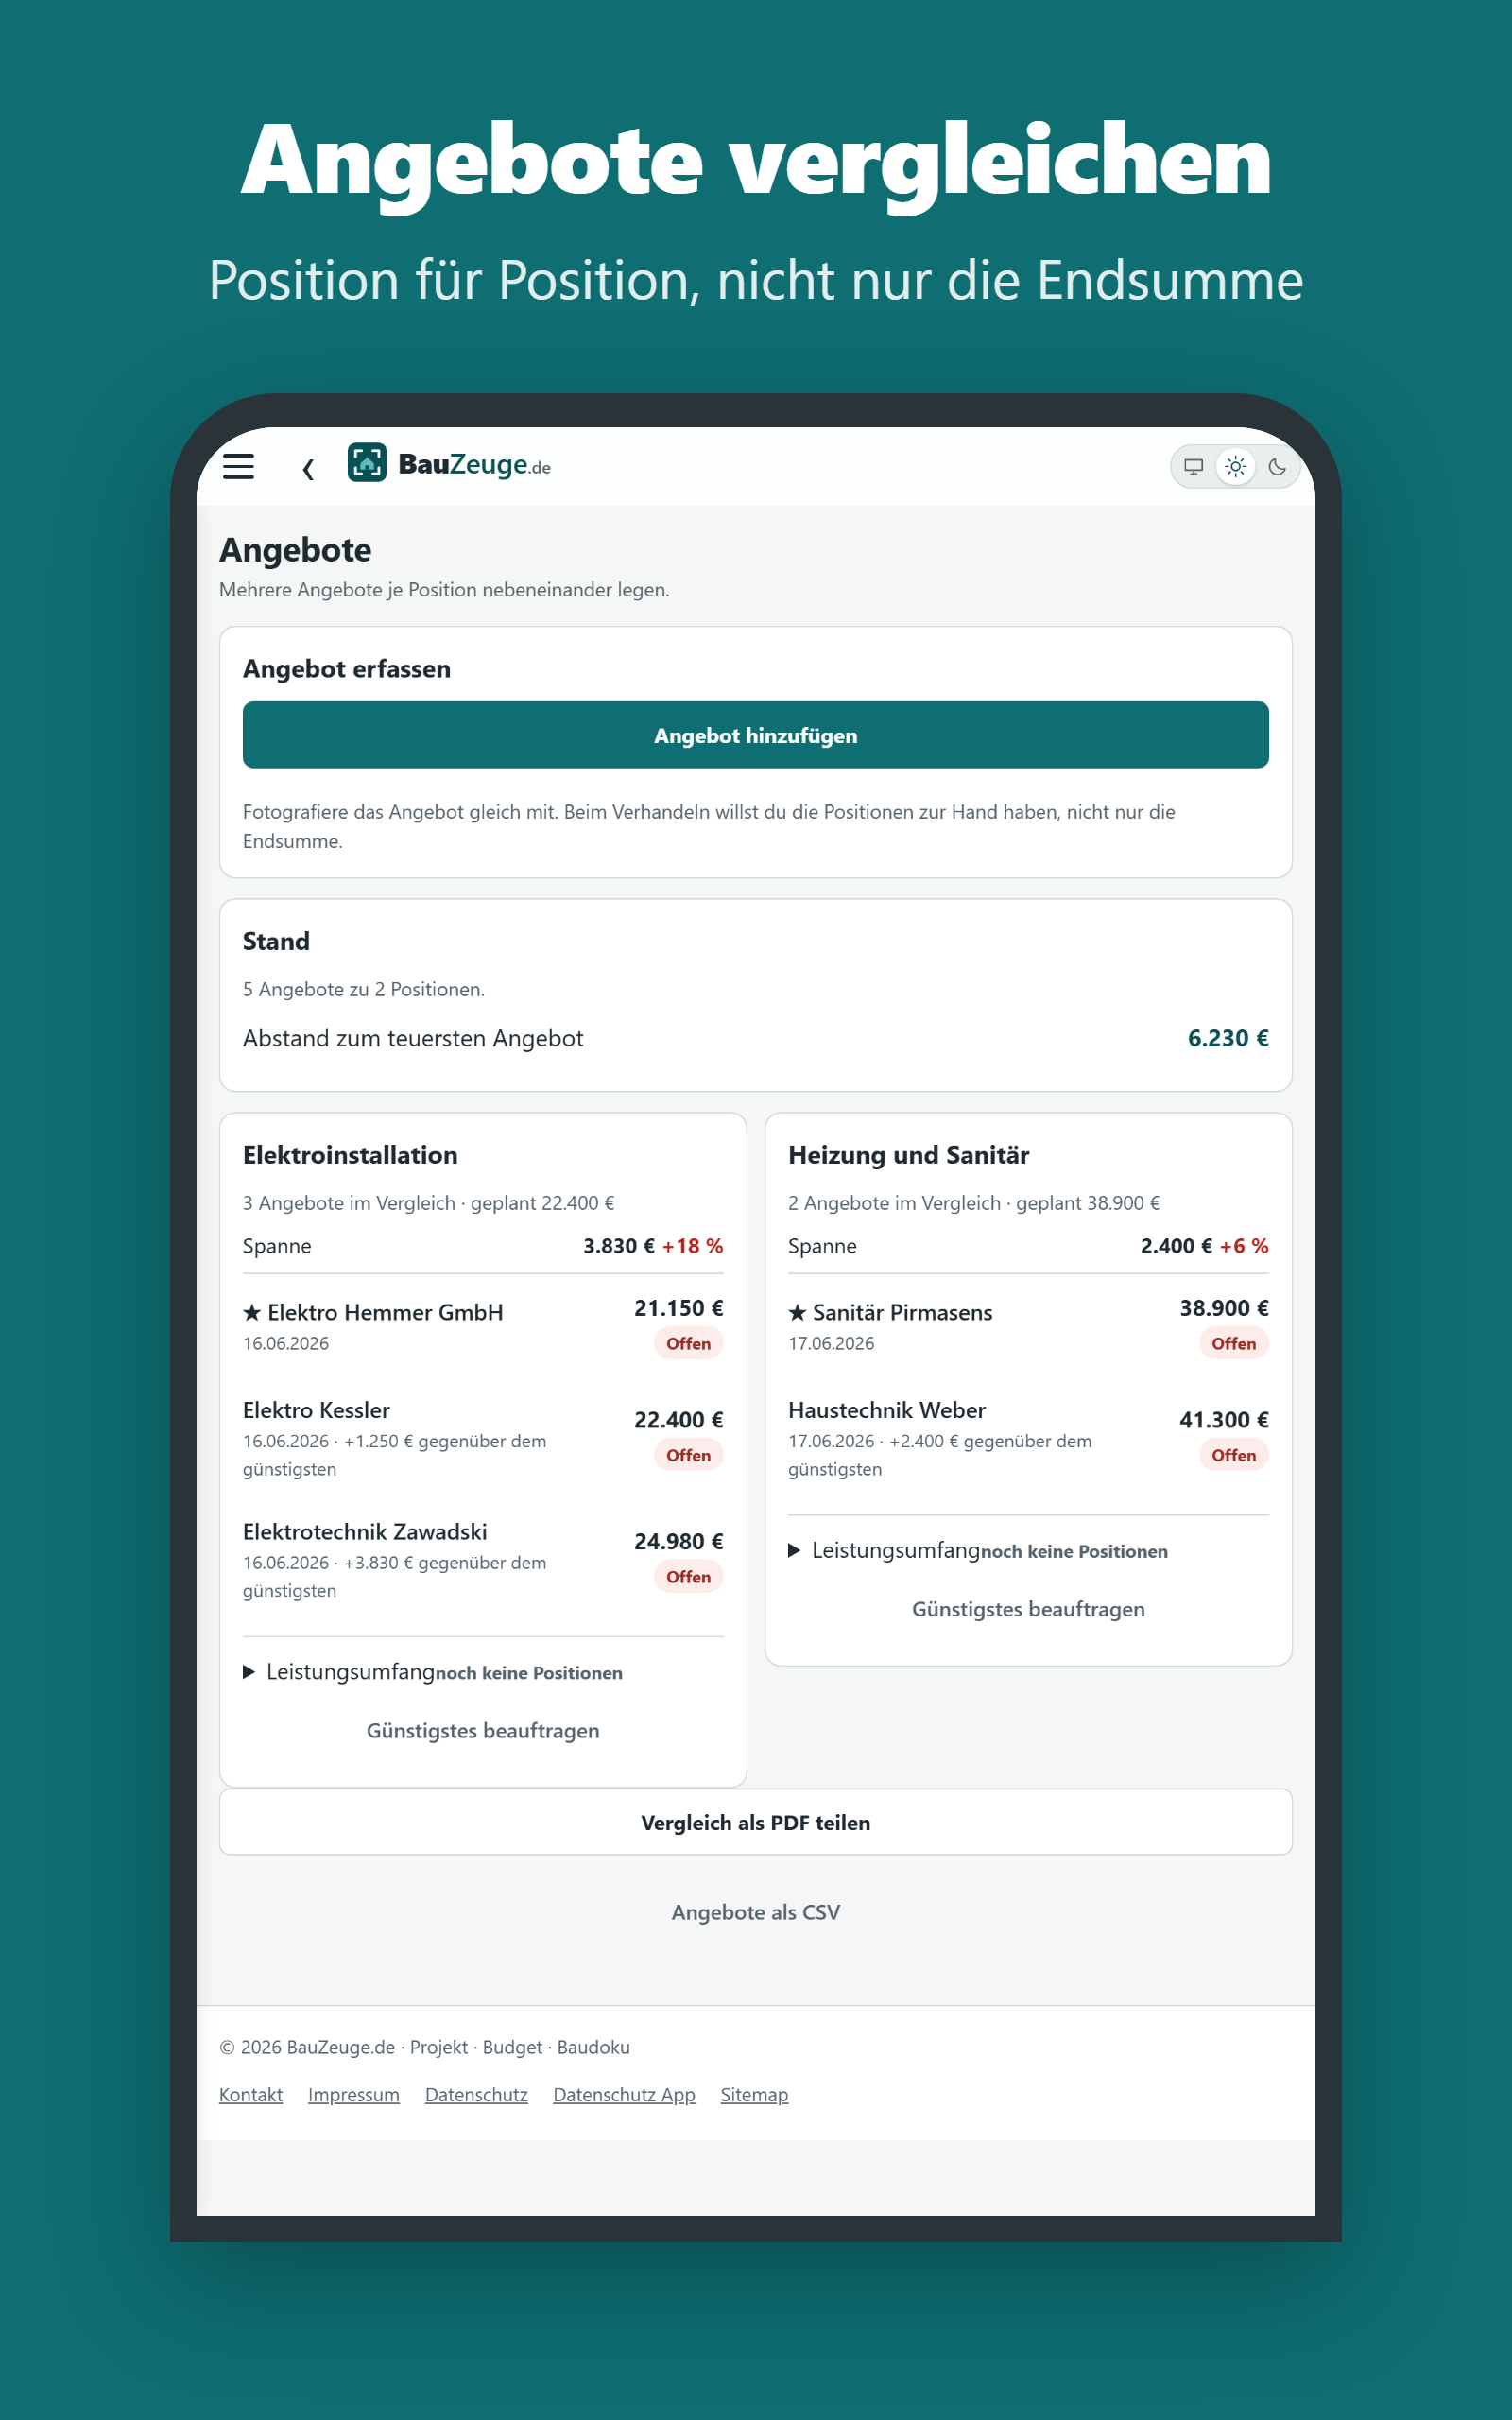 Angebote vergleichen
Position für Position, nicht nur die Endsumme
BauZeuge.de
Angebote
Mehrere Angebote je Position nebeneinander legen.
Angebot erfassen
Angebot hinzufügen
Fotografiere das Angebot gleich mit. Beim Verhandeln willst du die Positionen zur Hand haben, nicht nur die
Endsumme.
Stand
5 Angebote zu 2 Positionen.
Abstand zum teuersten Angebot 6.230 €
Elektroinstallation
3 Angebote im Vergleich · geplant 22.400 €
Spanne 3.830 € +18 %
★ Elektro Hemmer GmbH 21.150 €
16.06.2026 Offen
Elektro Kessler 22.400 €
16.06.2026 · +1.250 € gegenüber dem
günstigsten Offen
Elektrotechnik Zawadski 24.980 €
16.06.2026 · +3.830 € gegenüber dem
günstigsten Offen
▶ Leistungsumfangnoch keine Positionen
Günstigstes beauftragen
Heizung und Sanitär
2 Angebote im Vergleich · geplant 38.900 €
Spanne 2.400 € +6 %
★ Sanitär Pirmasens 38.900 €
17.06.2026 Offen
Haustechnik Weber 41.300 €
17.06.2026 · +2.400 € gegenüber dem
günstigsten Offen
▶ Leistungsumfangnoch keine Positionen
Günstigstes beauftragen
Vergleich als PDF teilen
Angebote als CSV
© 2026 BauZeuge.de · Projekt · Budget · Baudoku
Kontakt Impressum Datenschutz Datenschutz App Sitemap